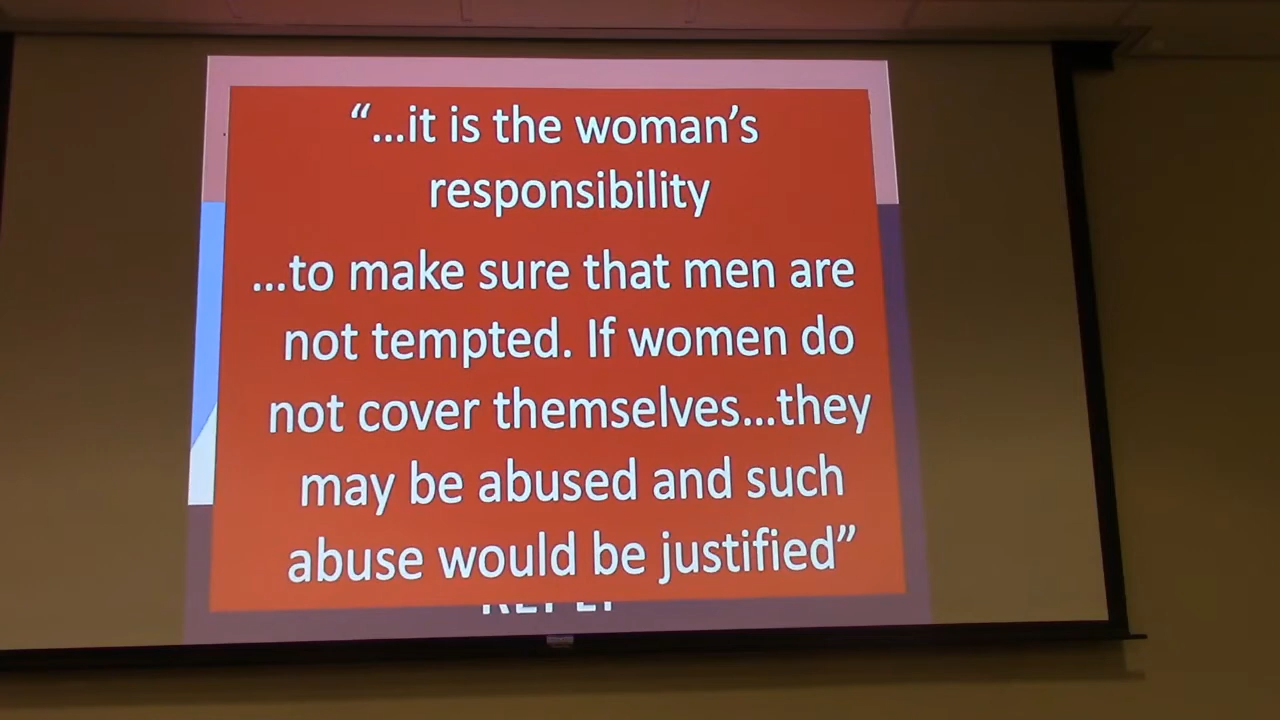 “...it is the woman’s
responsibility
...to make sure that men are
not tempted. If women do
not cover themselves...they
may be abused and such
abuse would be justified”